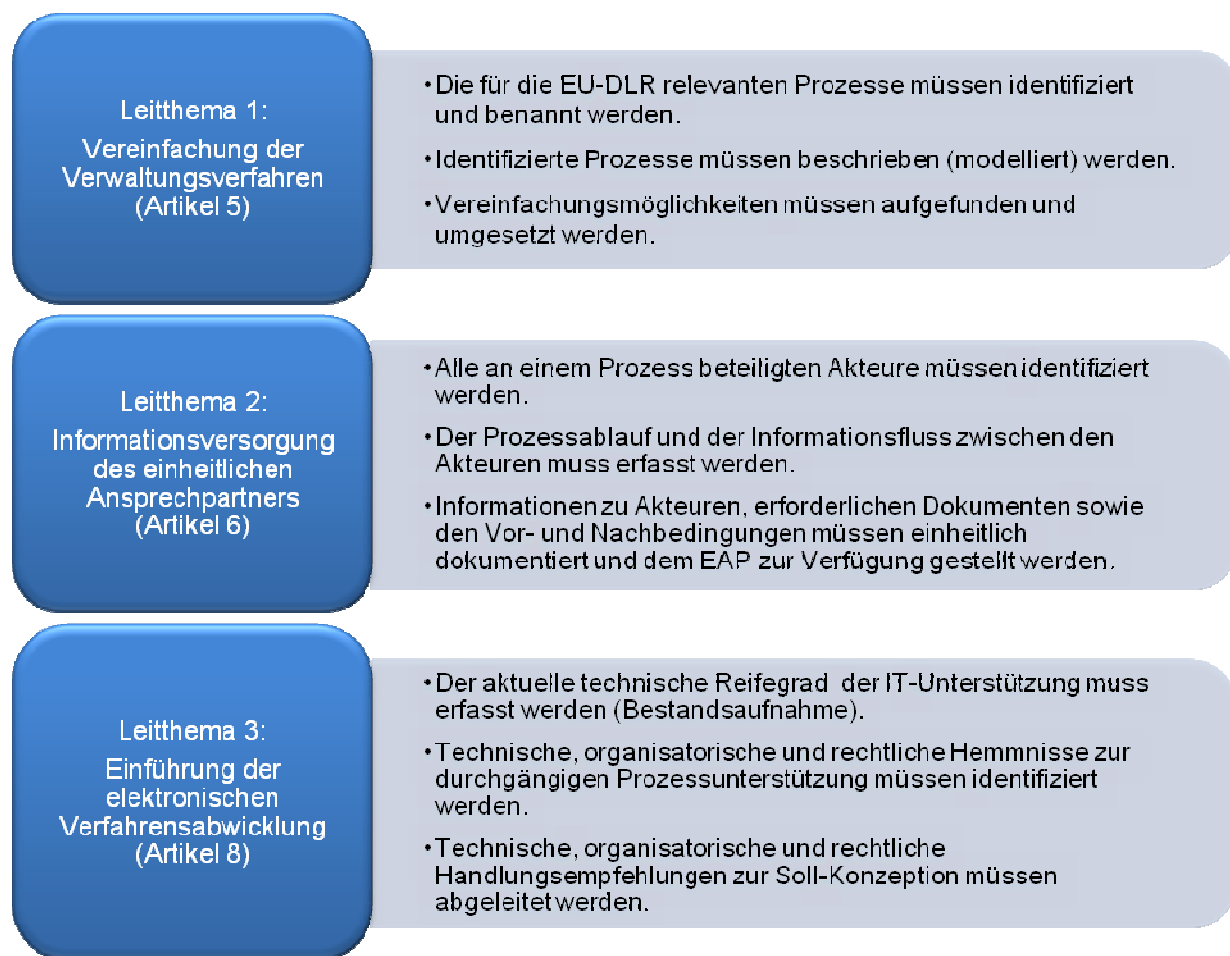 Leitthema 1:
Vereinfachung der
Verwaltungsverfahren
(Artikel 5)
•Die für die EU-DLR relevanten Prozesse müssen identifiziert
und benannt werden.
•Identifizierte Prozesse müssen beschrieben (modelliert) werden.
•Vereinfachungsmöglichkeiten müssen aufgefunden und
umgesetzt werden.
Leitthema 2:
Informationsversorgung
des einheitlichen
Ansprechpartners
(Artikel 6)
•Alle an einem Prozess beteiligten Akteure müssen identifiziert
werden.
•Der Prozessablauf und der Informationsfluss zwischen den
Akteuren muss erfasst werden.
•Informationen zu Akteuren, erforderlichen Dokumenten sowie
den Vor- und Nachbedingungen müssen einheitlich
dokumentiert und dem EAP zur Verfügung gestellt werden.
Leitthema 3:
Einführung der
elektronischen
Verfahrensabwicklung
(Artikel 8)
•Der aktuelle technische Reifegrad der IT-Unterstützung muss
erfasst werden (Bestandsaufnahme).
•Technische, organisatorische und rechtliche Hemmnisse zur
durchgängigen Prozessunterstützung müssen identifiziert
werden.
•Technische, organisatorische und rechtliche
Handlungsempfehlungen zur Soll-Konzeption müssen
abgeleitet werden.